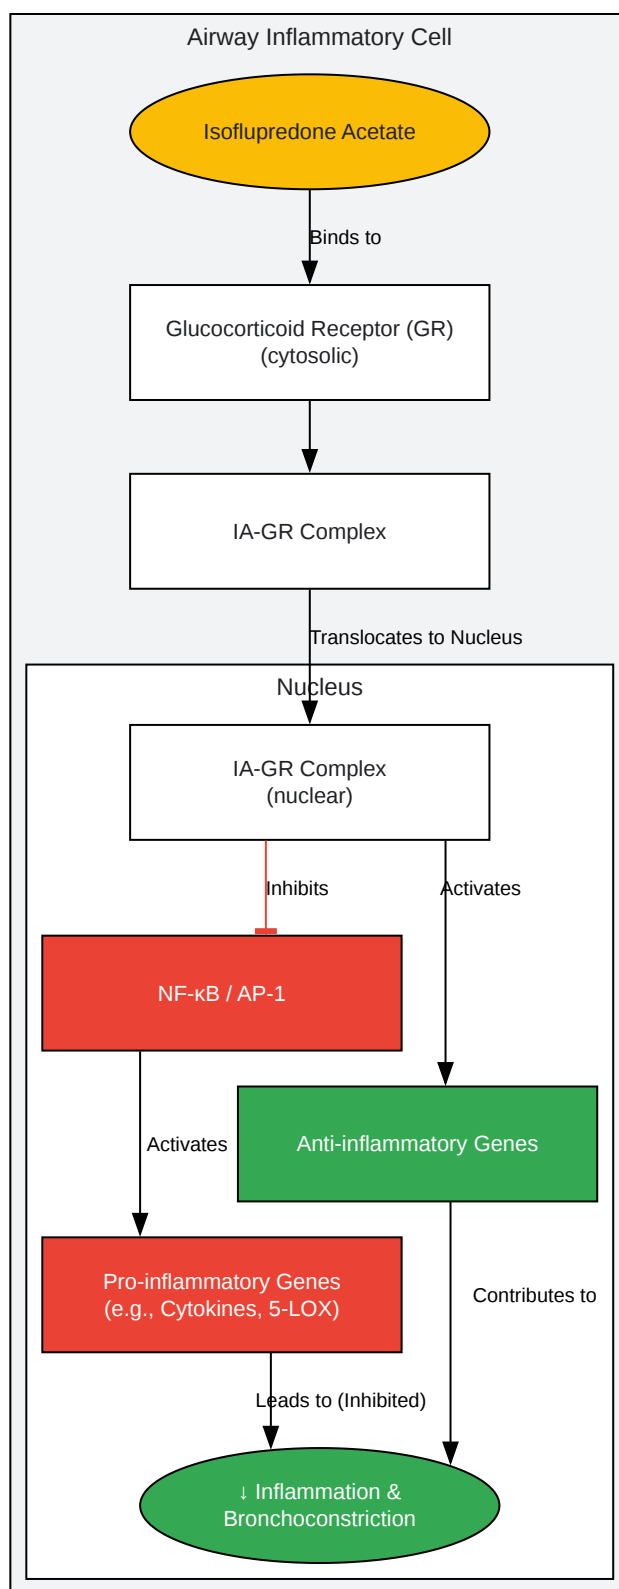 Airway Inflammatory Cell
Isoflupredone Acetate
Binds to
Glucocorticoid Receptor (GR)
(cytosolic)
IA-GR Complex
Translocates to Nucleus
Nucleus
IA-GR Complex
(nuclear)
Inhibits
Activates
NF-κB / AP-1
Activates
Anti-inflammatory Genes
Pro-inflammatory Genes
(e.g., Cytokines, 5-LOX)
Contributes to
Leads to (Inhibited)
↓ Inflammation &
Bronchoconstriction